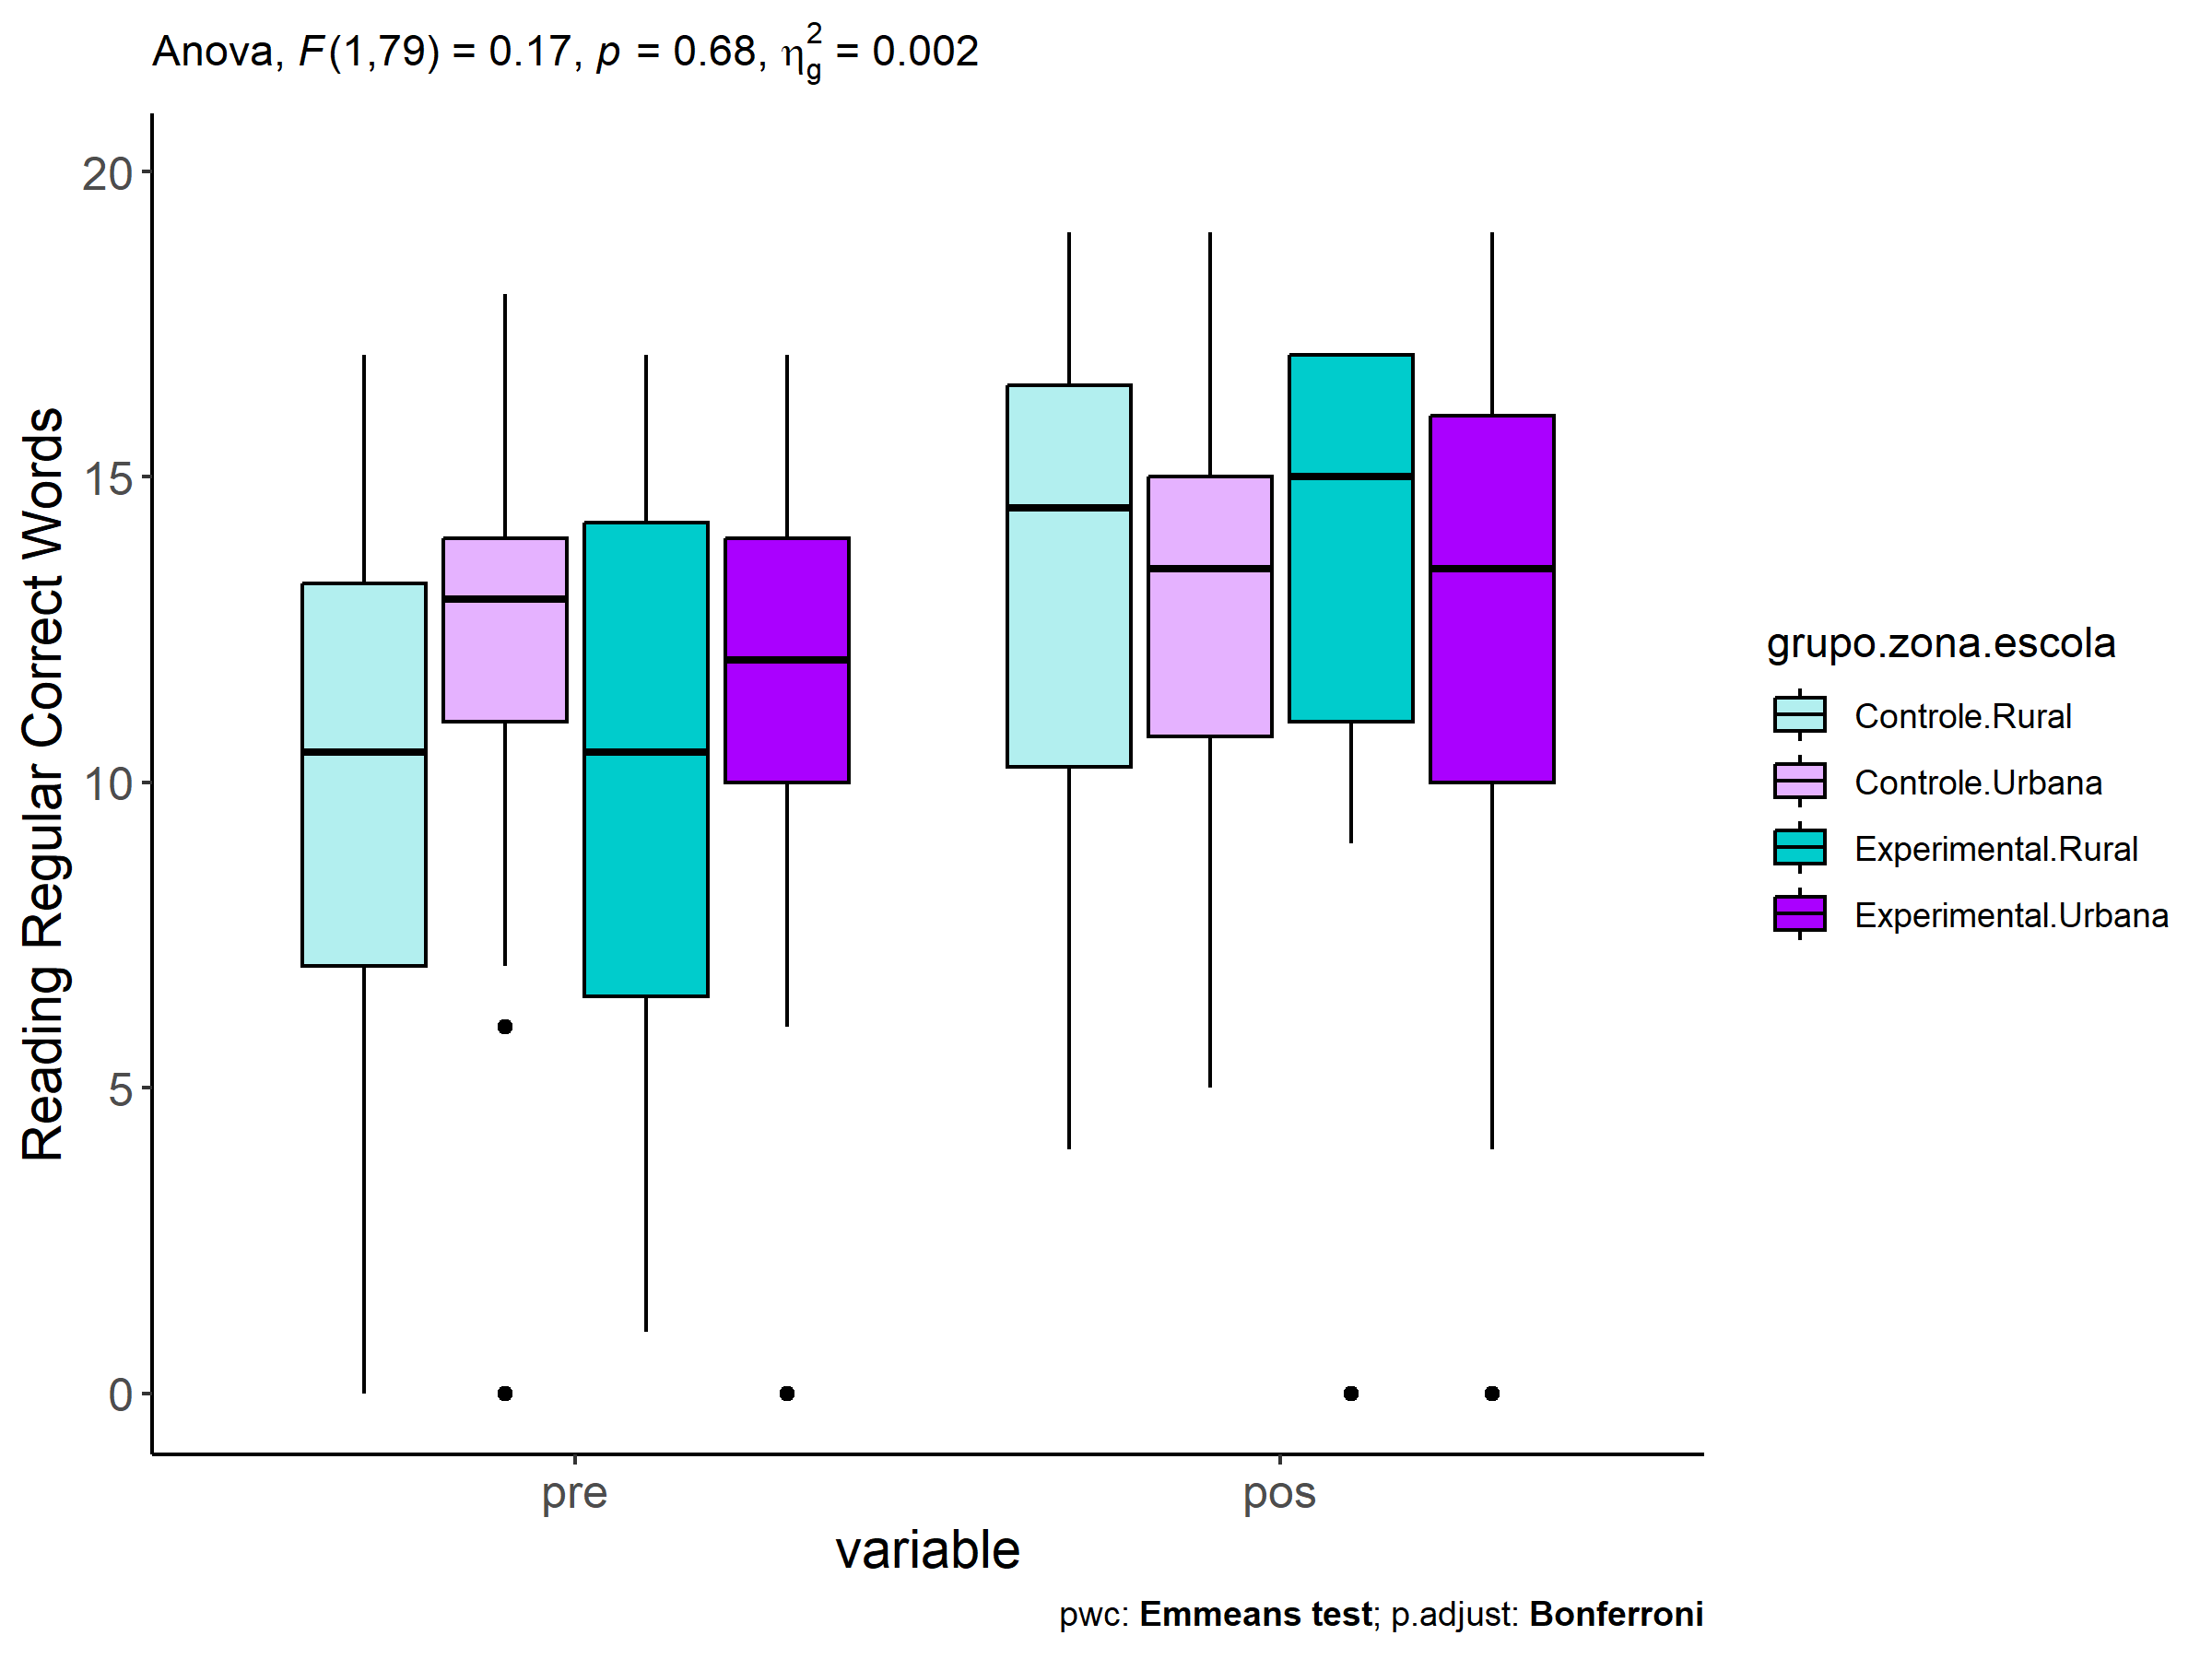 Anova, F(1,79) = 0.17, p = 0.68, η²g = 0.002
Reading Regular Correct Words
20
15
10
5
0
pre
pos
variable
grupo.zona.escola
Controle.Rural
Controle.Urbana
Experimental.Rural
Experimental.Urbana
pwc: Emmeans test; p.adjust: Bonferroni